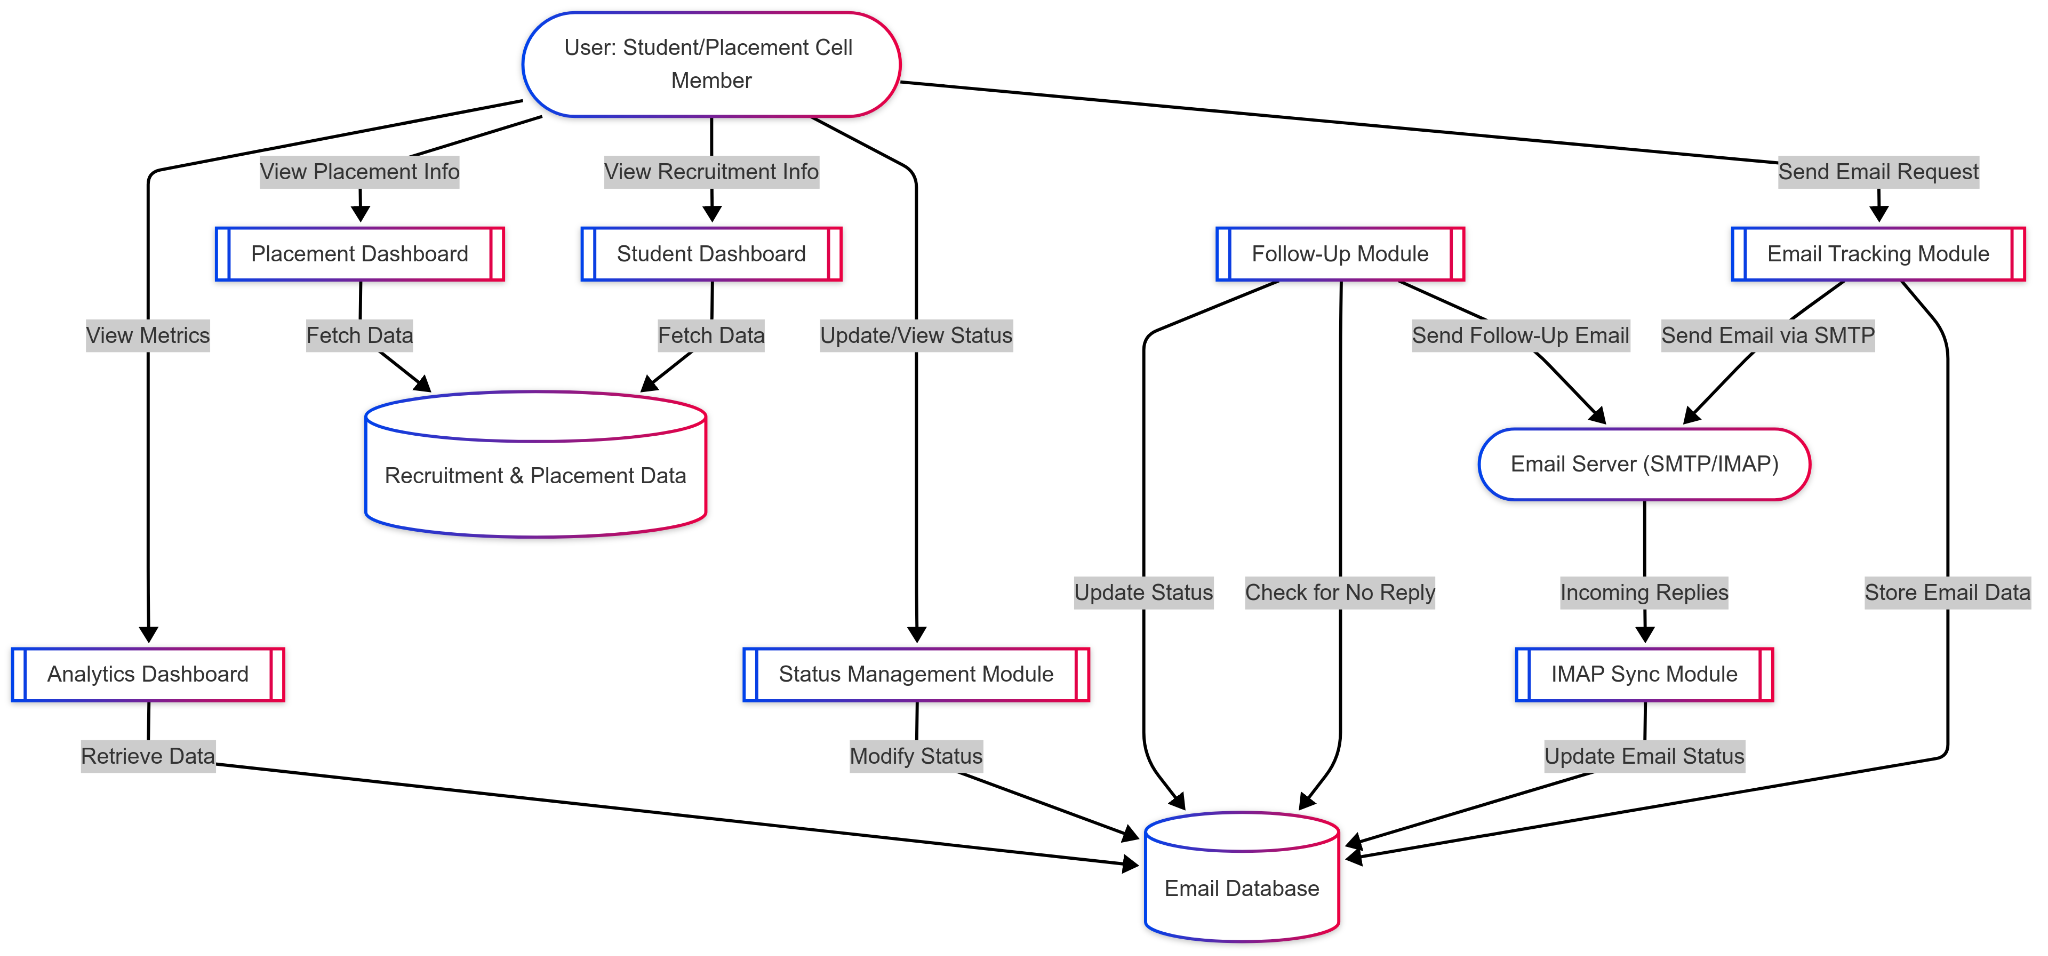 User: Student/Placement Cell
Member
View Placement Info
View Recruitment Info
Send Email Request
Placement Dashboard
Student Dashboard
Follow-Up Module
Email Tracking Module
View Metrics
Fetch Data
Fetch Data
Update/View Status
Send Follow-Up Email
Send Email via SMTP
Recruitment & Placement Data
Email Server (SMTP/IMAP)
Update Status
Check for No Reply
Incoming Replies
Store Email Data
Analytics Dashboard
Status Management Module
IMAP Sync Module
Retrieve Data
Modify Status
Update Email Status
Email Database